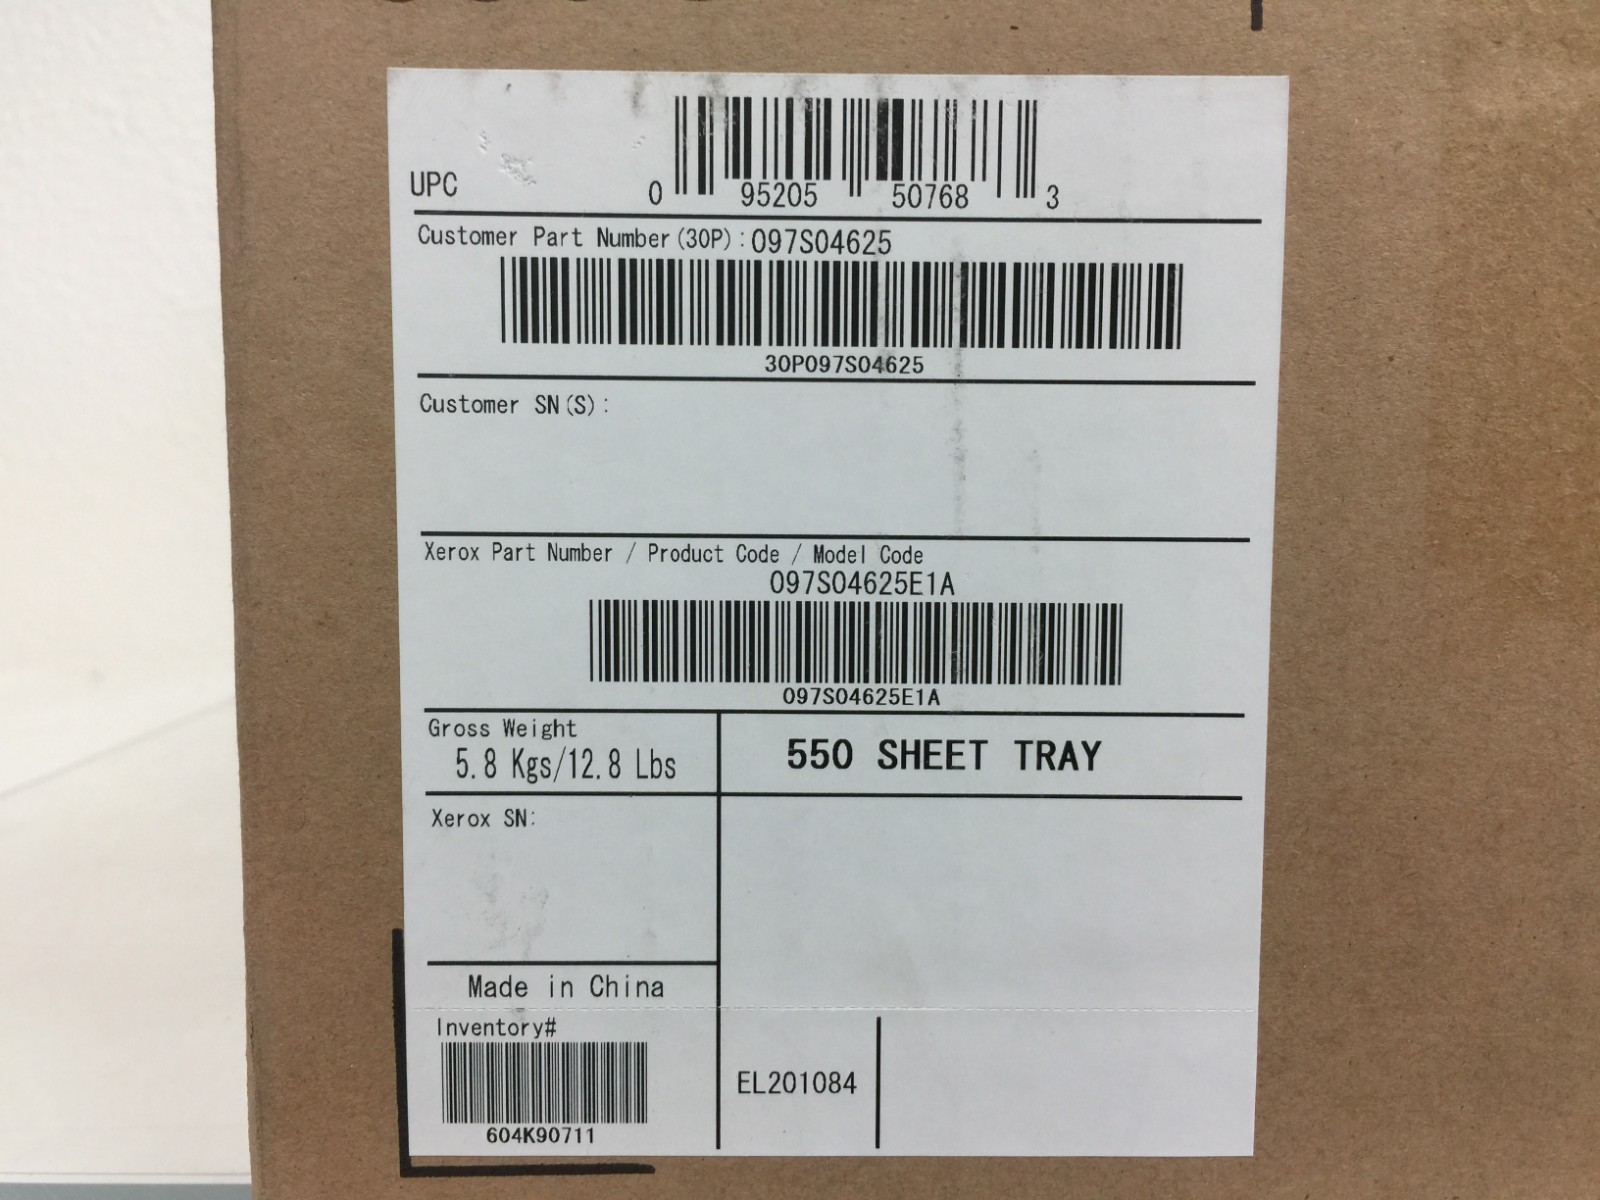 UPC
0 95205 50768 3
Customer Part Number(30P):097S04625
30P097S04625
Customer SN(S):
Xerox Part Number / Product Code / Model Code
097S04625E1A
097S04625E1A
Gross Weight
5.8 Kgs/12.8 Lbs
550 SHEET TRAY
Xerox SN:
Made in China
Inventory#
604K90711
EL201084